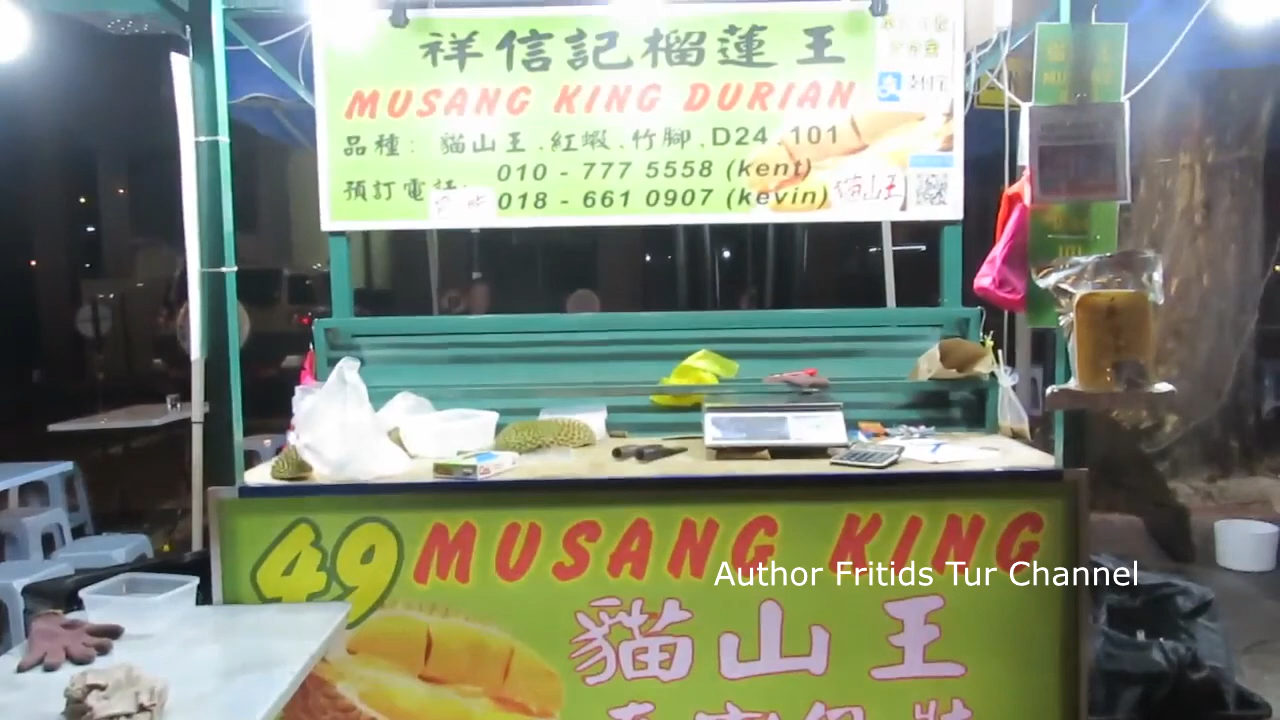 祥信記榴蓮王
MUSANG KING DURIAN
品種: 貓山王.紅蝦.竹腳.D24.101
010 - 777 5558 (kent)
預訂電話:
018 - 661 0907 (kevin)
貓山王
49 MUSANG KING
Author Fritids Tur Channel
貓山王